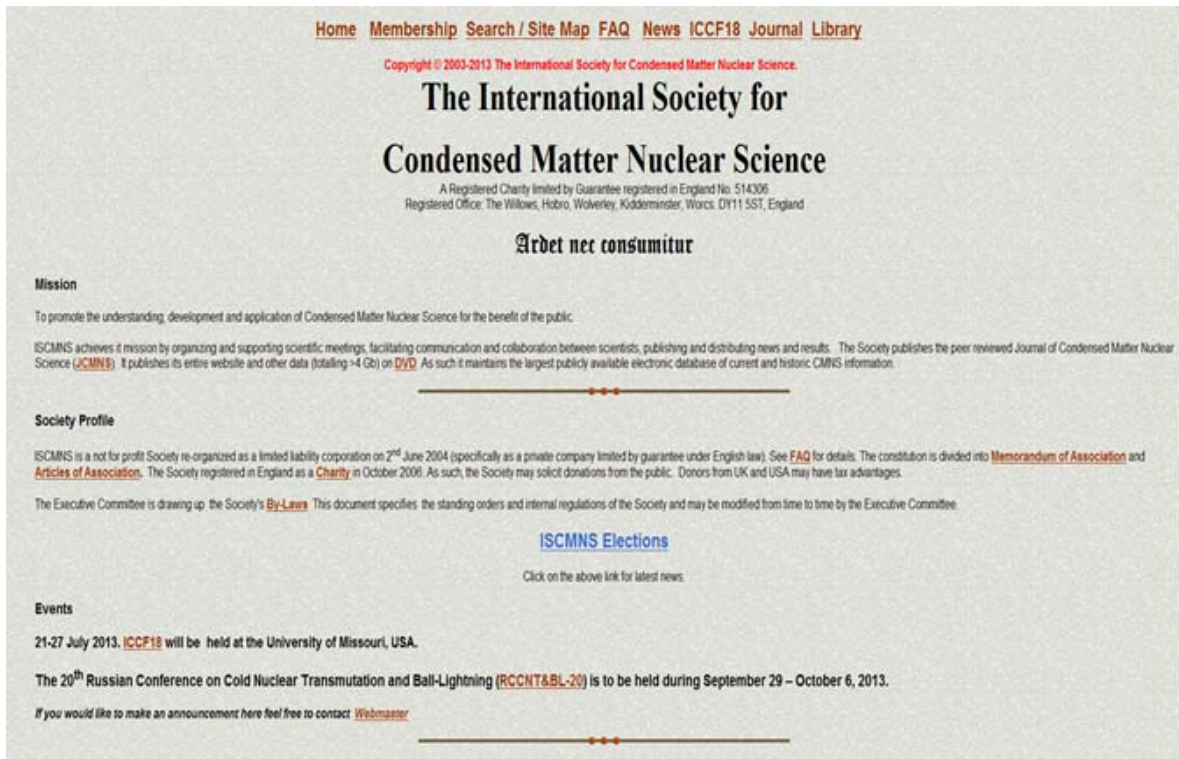 Home Membership Search / Site Map FAQ News ICCF18 Journal Library
Copyright © 2003-2013 The International Society for Condensed Matter Nuclear Science.
The International Society for
Condensed Matter Nuclear Science
A Registered Charity limited by Guarantee registered in England No. 514306
Registered Office: The Willows, Hobro, Wolverley, Kidderminster, Worcs. DY11 5ST, England
Ardet nec consumitur
Mission
To promote the understanding, development and application of Condensed Matter Nuclear Science for the benefit of the public.
ISCMNS achieves it mission by organizing and supporting scientific meetings, facilitating communication and collaboration between scientists, publishing and distributing news and results. The Society publishes the peer reviewed Journal of Condensed Matter Nuclear
Science (JCMNS). It publishes its entire website and other data (totalling >4 Gb) on DVD. As such it maintains the largest publicly available electronic database of current and historic CMNS information.
Society Profile
ISCMNS is a not for profit Society re-organized as a limited liability corporation on 2nd June 2004 (specifically as a private company limited by guarantee under English law). See FAQ for details. The constitution is divided into Memorandum of Association and
Articles of Association. The Society registered in England as a Charity in October 2006. As such, the Society may solicit donations from the public. Donors from UK and USA may have tax advantages.
The Executive Committee is drawing up the Society's By-Laws. This document specifies the standing orders and internal regulations of the Society and may be modified from time to time by the Executive Committee.
ISCMNS Elections
Click on the above link for latest news.
Events
21-27 July 2013. ICCF18 will be held at the University of Missouri, USA.
The 20th Russian Conference on Cold Nuclear Transmutation and Ball-Lightning (RCCNT&BL-20) is to be held during September 29 – October 6, 2013.
If you would like to make an announcement here feel free to contact Webmaster